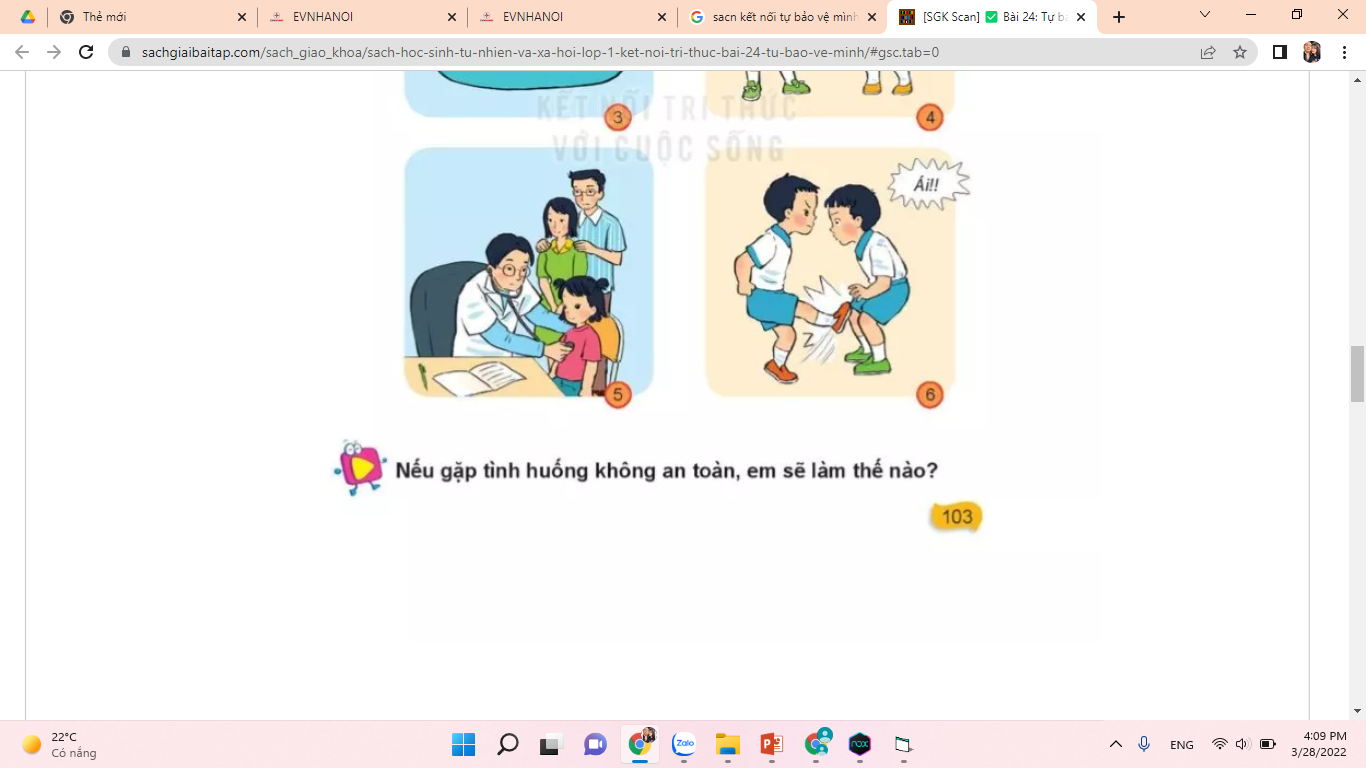 Thẻ mới
EVNHANOI
EVNHANOI
sacn kết nối tự bảo vệ mình
[SGK Scan] ✅ Bài 24: Tự bả
sachgiaibaitap.com/sach_giao_khoa/sach-hoc-sinh-tu-nhien-va-xa-hoi-lop-1-ket-noi-tri-thuc-bai-24-tu-bao-ve-minh/#gsc.tab=0
KẾT NỐI TRI THỨC
VỚI CUỘC SỐNG
3
4
Ái!!
5
6
Nếu gặp tình huống không an toàn, em sẽ làm thế nào?
103
22°C
Có nắng
Zalo
nox
ENG
4:09 PM
3/28/2022